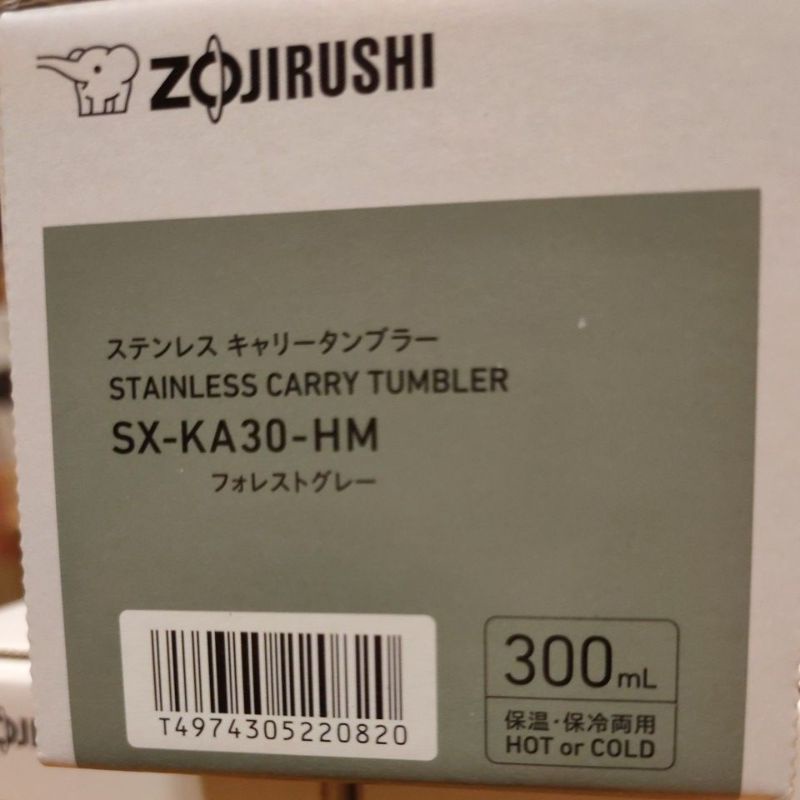 ZOJIRUSHI
ステンレス キャリータンブラー
STAINLESS CARRY TUMBLER
SX-KA30-HM
フォレストグレー
T4974305220820
300mL
保温・保冷両用
HOT or COLD